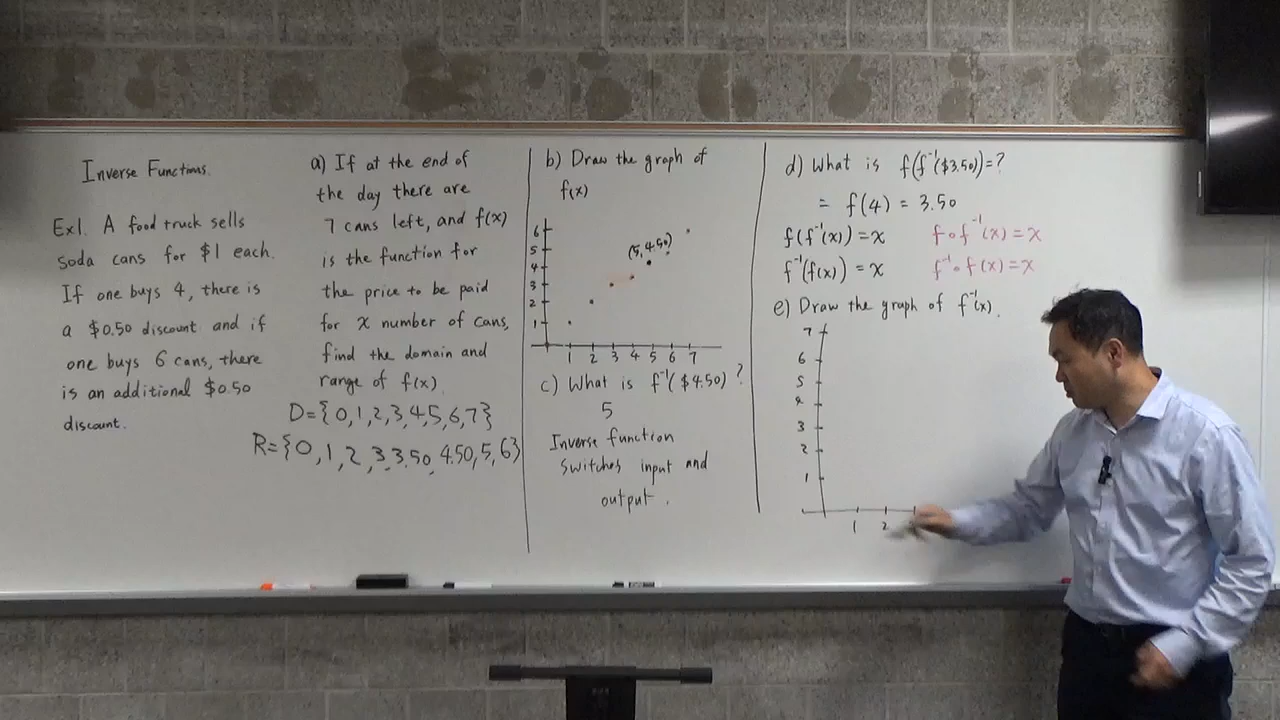 Inverse Functions.
Ex1. A food truck sells
soda cans for $1 each.
If one buys 4, there is
a $0.50 discount and if
one buys 6 cans, there
is an additional $0.50
discount.
a) If at the end of
the day there are
7 cans left, and f(x)
is the function for
the price to be paid
for x number of cans,
find the domain and
range of f(x).
D={0,1,2,3,4,5,6,7}
R={0,1,2,3,3.50,4.50,5,6}
b) Draw the graph of
f(x)
6
5
4
3
2
1
(5,4.50)
1 2 3 4 5 6 7
c) What is f⁻¹($4.50)?
5
Inverse function
switches input and
output.
d) What is f(f⁻¹($3.50))=?
= f(4) = 3.50
f(f⁻¹(x))=x f∘f⁻¹(x)=x
f⁻¹(f(x))=x f⁻¹∘f(x)=x
e) Draw the graph of f⁻¹(x).
7
6
5
4
3
2
1
1 2